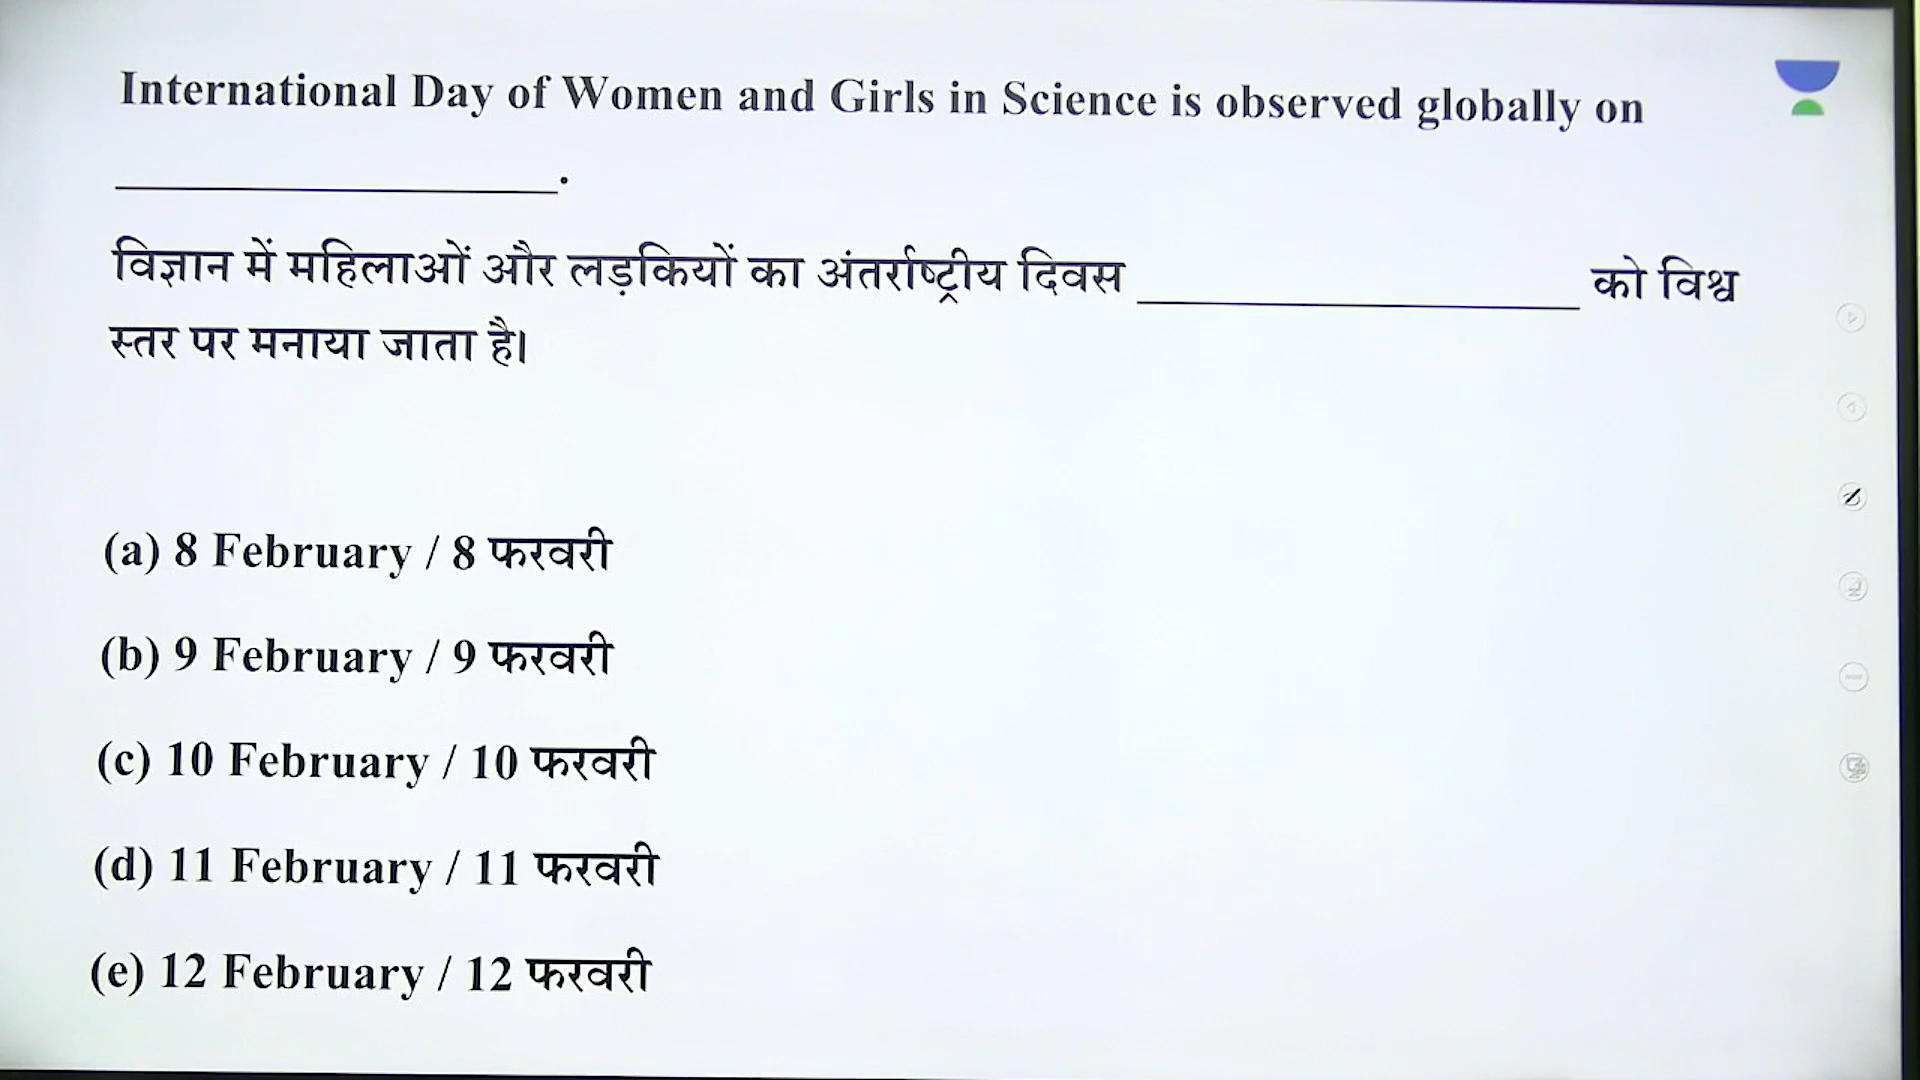 International Day of Women and Girls in Science is observed globally on
____________________.
विज्ञान में महिलाओं और लड़कियों का अंतर्राष्ट्रीय दिवस ____________________ को विश्व
स्तर पर मनाया जाता है।
(a) 8 February / 8 फरवरी
(b) 9 February / 9 फरवरी
(c) 10 February / 10 फरवरी
(d) 11 February / 11 फरवरी
(e) 12 February / 12 फरवरी